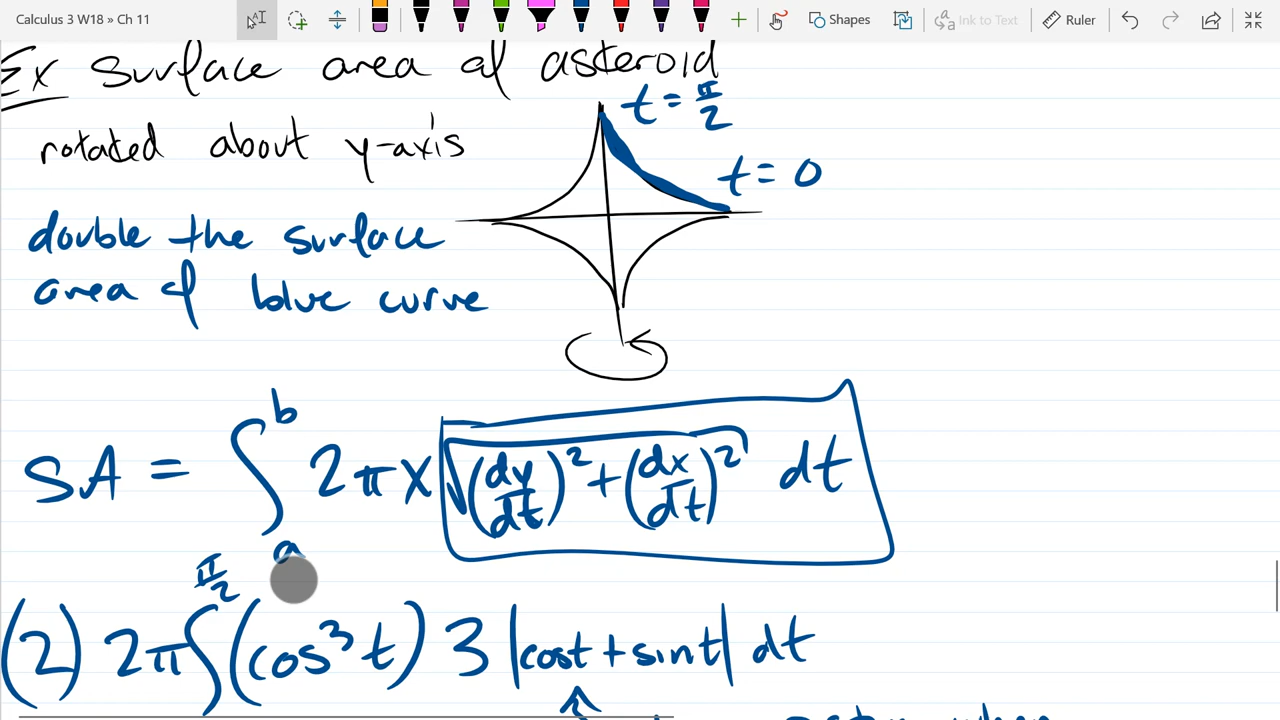 Calculus 3 W18 » Ch 11
Shapes
Ink to Text
Ruler
Ex surface area of asteroid
rotated about y-axis
t = π/2
t = 0
double the surface
area of blue curve
SA = ∫_a^b 2πx √((dy/dt)² + (dx/dt)²) dt
(2) 2π ∫^(π/2) (cos³t) 3 |cost + sint| dt